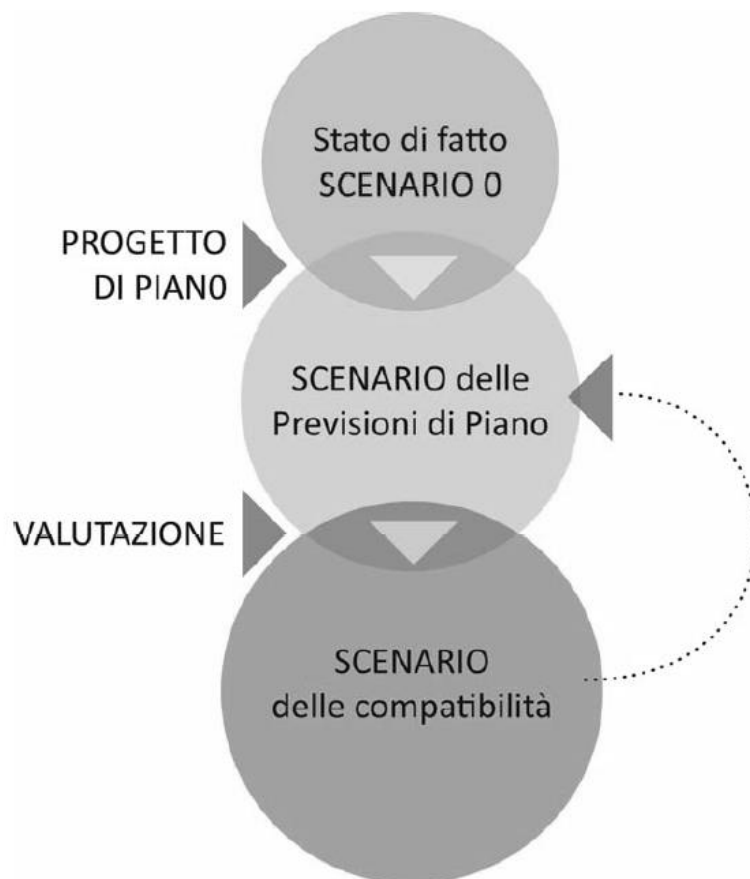 Stato di fatto
SCENARIO 0
PROGETTO
DI PIAN0
SCENARIO delle
Previsioni di Piano
VALUTAZIONE
SCENARIO
delle compatibilità